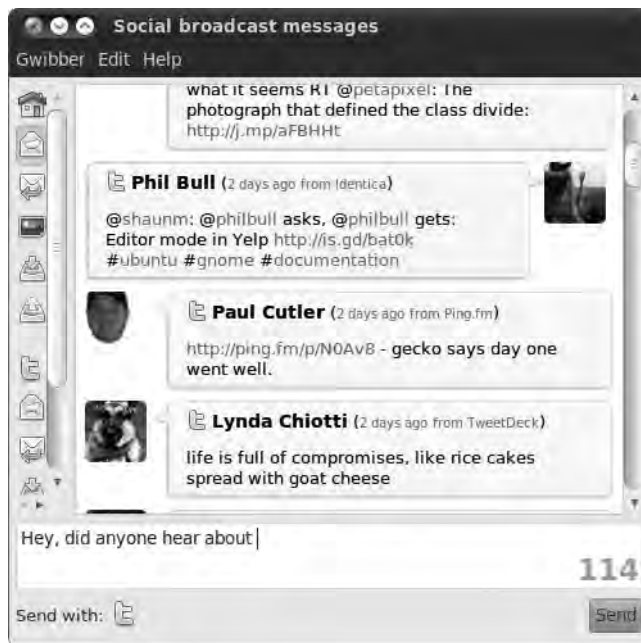 Social broadcast messages
Gwibber Edit Help
what it seems RT @petapixel: The
photograph that defined the class divide:
http://j.mp/aFBHHt
Phil Bull (2 days ago from Identica)
@shaunm: @philbull asks, @philbull gets:
Editor mode in Yelp http://is.gd/bat0k
#ubuntu #gnome #documentation
Paul Cutler (2 days ago from Ping.fm)
http://ping.fm/p/N0Av8 - gecko says day one
went well.
Lynda Chiotti (2 days ago from TweetDeck)
life is full of compromises, like rice cakes
spread with goat cheese
Hey, did anyone hear about
114
Send with:
Send